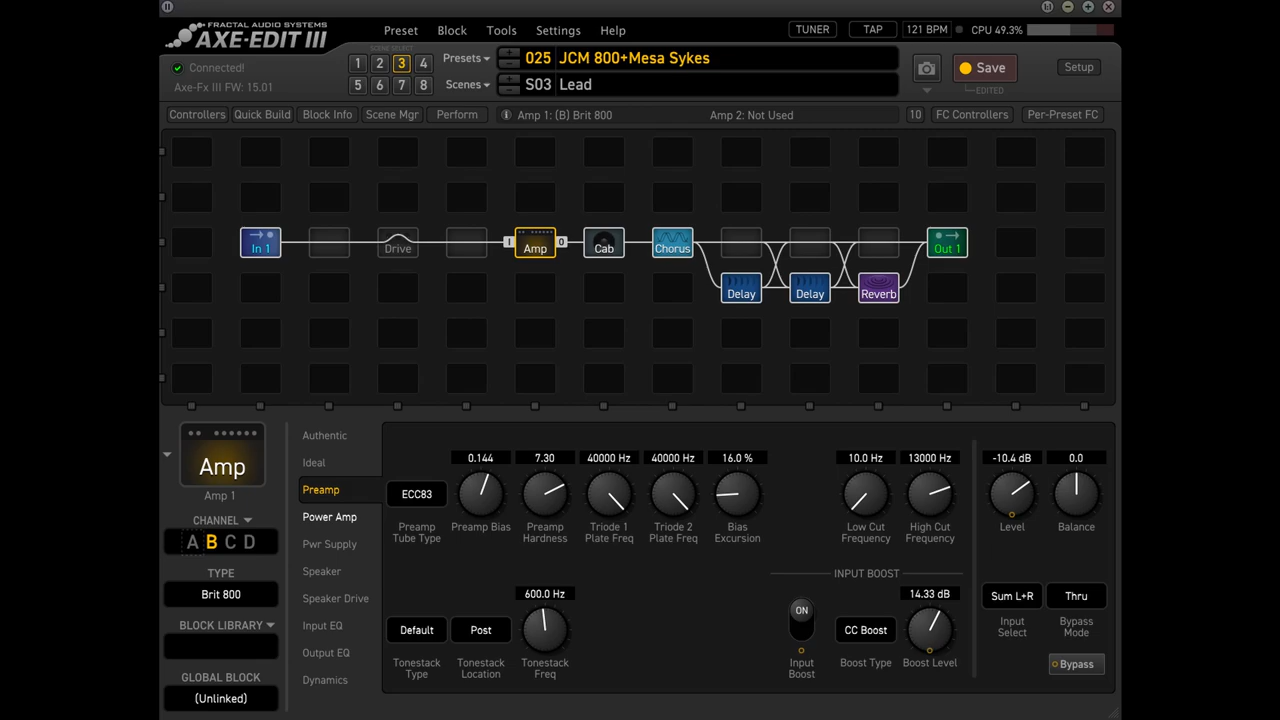 FRACTAL AUDIO SYSTEMS
AXE-EDIT III
Preset Block Tools Settings Help
TUNER TAP 121 BPM CPU 49.3%
SCENE SELECT
1 2 3 4
5 6 7 8
Connected!
Axe-Fx III FW: 15.01
Presets 025 JCM 800+Mesa Sykes
Scenes S03 Lead
Save
EDITED
Setup
Controllers Quick Build Block Info Scene Mgr Perform Amp 1: (B) Brit 800 Amp 2: Not Used 10 FC Controllers Per-Preset FC
In 1 Drive I Amp O Cab Chorus Out 1
Delay Delay Reverb
Amp
Amp 1
CHANNEL
A B C D
TYPE
Brit 800
BLOCK LIBRARY
GLOBAL BLOCK
(Unlinked)
Authentic
Ideal
Preamp
Power Amp
Pwr Supply
Speaker
Speaker Drive
Input EQ
Output EQ
Dynamics
0.144 7.30 40000 Hz 40000 Hz 16.0 % 10.0 Hz 13000 Hz -10.4 dB 0.0
ECC83
Preamp Tube Type Preamp Bias Preamp Hardness Triode 1 Plate Freq Triode 2 Plate Freq Bias Excursion Low Cut Frequency High Cut Frequency Level Balance
INPUT BOOST
600.0 Hz 14.33 dB
Default Post ON CC Boost Sum L+R Thru
Tonestack Type Tonestack Location Tonestack Freq Input Boost Boost Type Boost Level Input Select Bypass Mode
Bypass